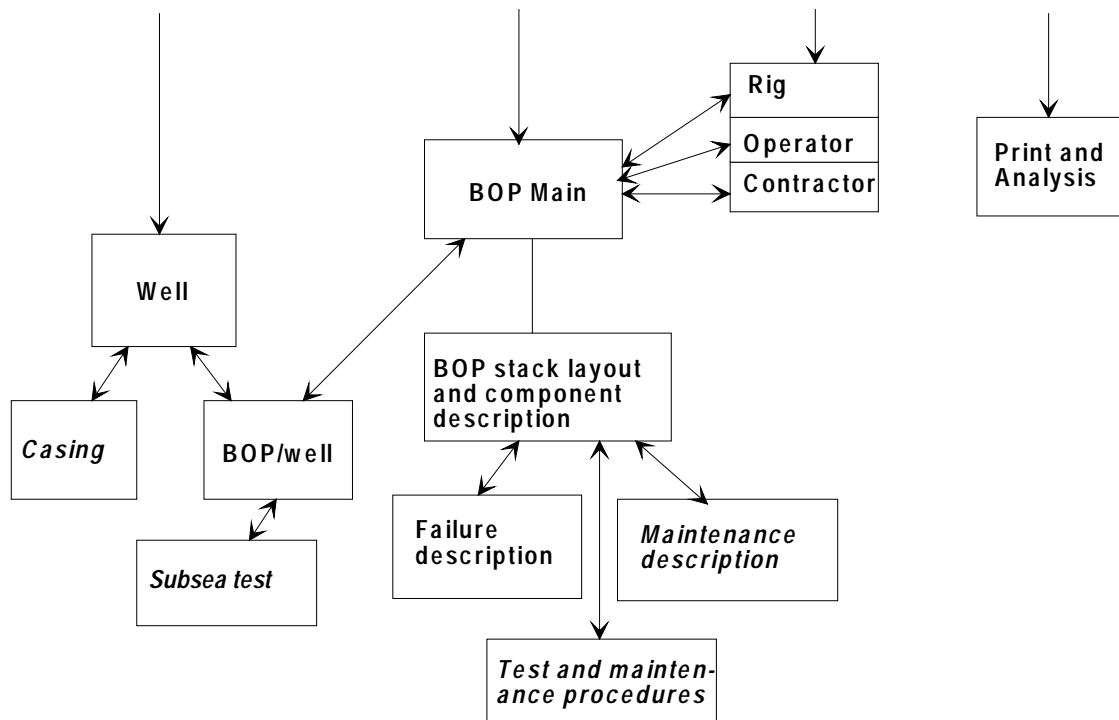 Rig
Operator
Contractor
Print and
Analysis
BOP Main
Well
BOP stack layout
and component
description
Casing
BOP/well
Failure
description
Maintenance
description
Subsea test
Test and mainten-
ance procedures